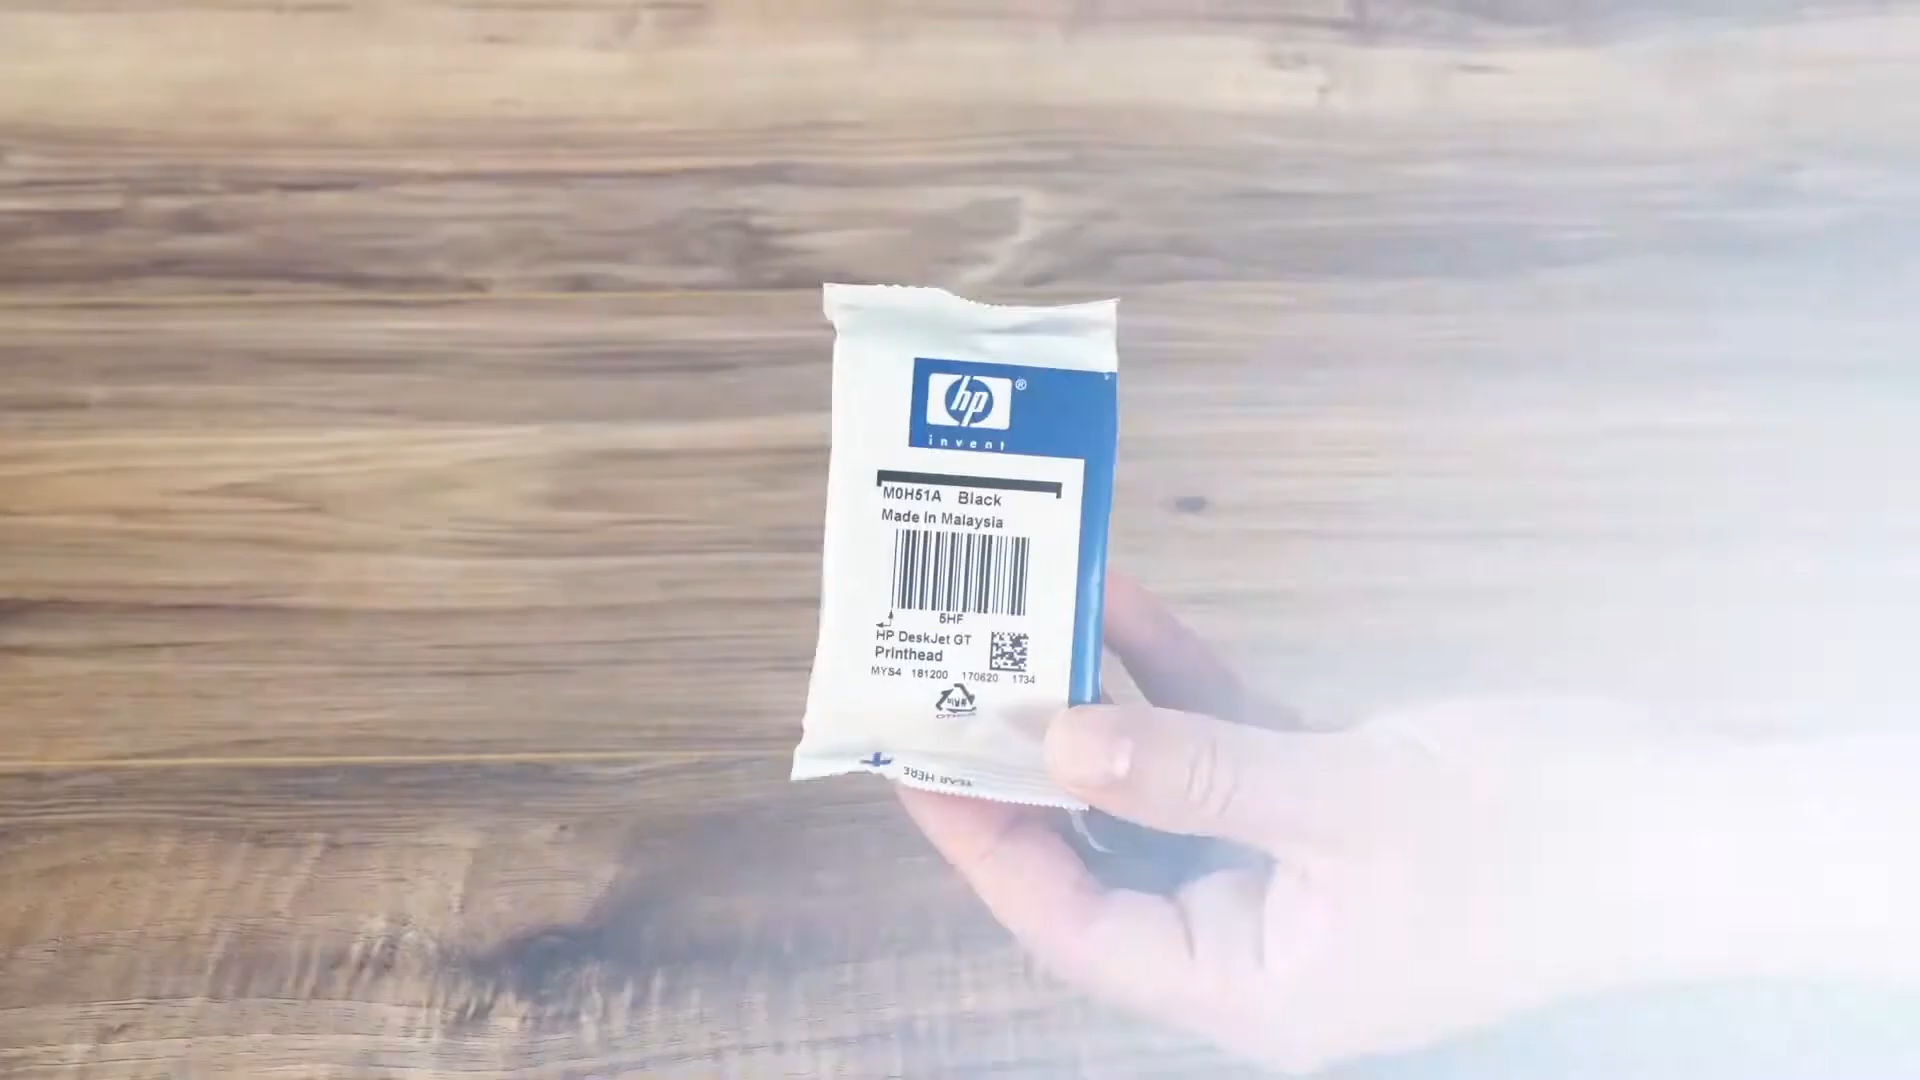 hp®
invent
M0H51A Black
Made In Malaysia
5HF
HP DeskJet GT
Printhead
MYS4 181200 170620 1734
TEAR HERE